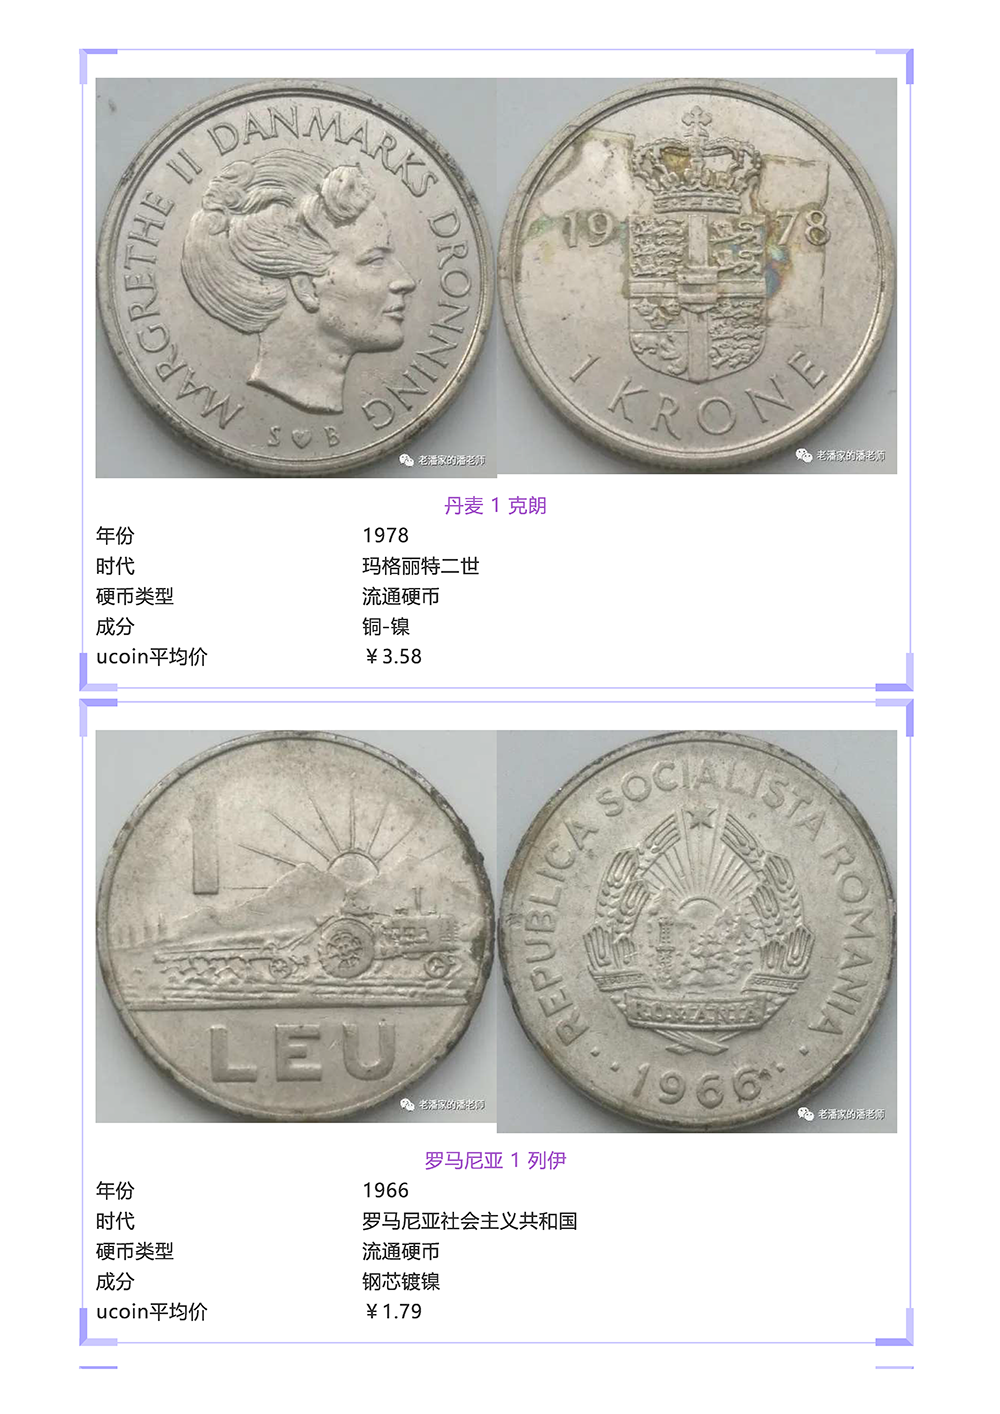 MARGRETHE II DANMARKS DRONNING
S B
老潘家的潘老师
19 78
1 KRONE
老潘家的潘老师
丹麦 1 克朗
年份 1978
时代 玛格丽特二世
硬币类型 流通硬币
成分 铜-镍
ucoin平均价 ￥3.58
1
LEU
老潘家的潘老师
REPUBLICA SOCIALISTA ROMANIA
ROMANIA
1966
老潘家的潘老师
罗马尼亚 1 列伊
年份 1966
时代 罗马尼亚社会主义共和国
硬币类型 流通硬币
成分 钢芯镀镍
ucoin平均价 ￥1.79